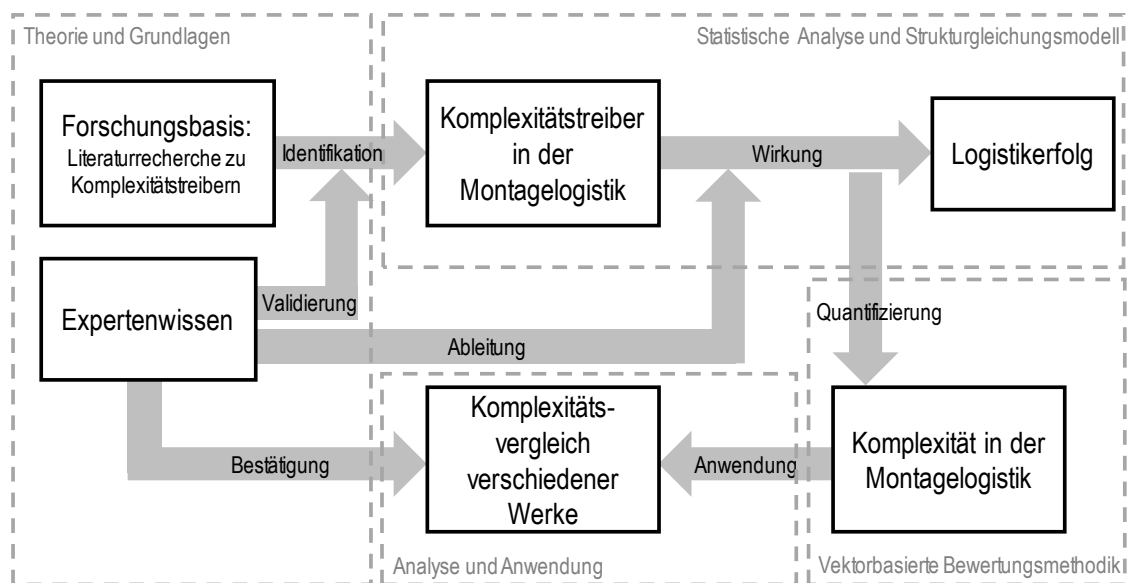 Theorie und Grundlagen
Statistische Analyse und Strukturgleichungsmodell
Forschungsbasis:
Literaturrecherche zu
Komplexitätstreibern
Identifikation
Komplexitätstreiber
in der
Montagelogistik
Wirkung
Logistikerfolg
Expertenwissen
Validierung
Ableitung
Quantifizierung
Bestätigung
Komplexitäts-
vergleich
verschiedener
Werke
Anwendung
Komplexität in der
Montagelogistik
Analyse und Anwendung
Vektorbasierte Bewertungsmethodik